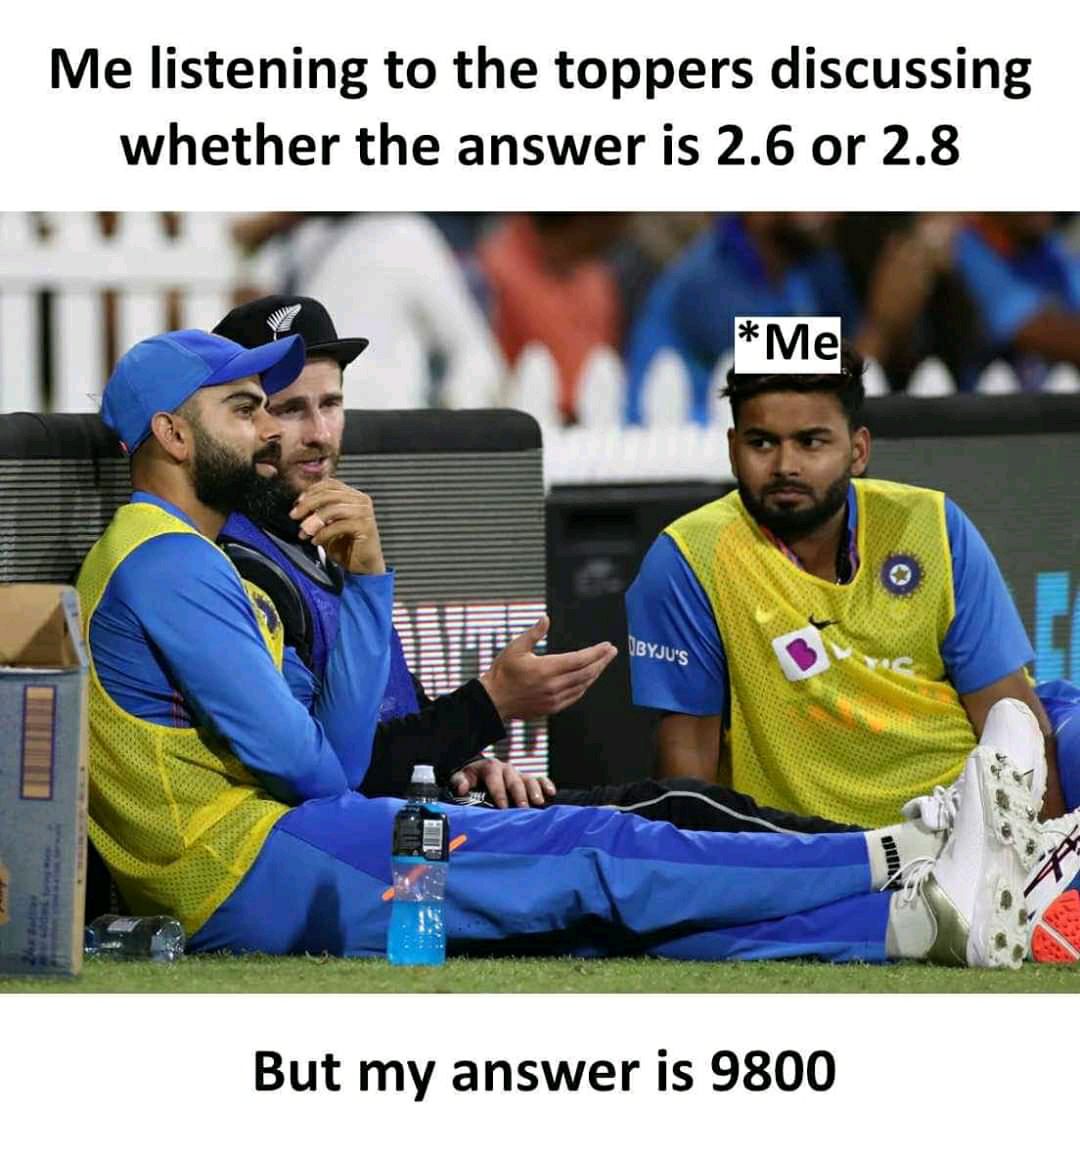 Me listening to the toppers discussing
whether the answer is 2.6 or 2.8
*Me
BYJU'S
But my answer is 9800